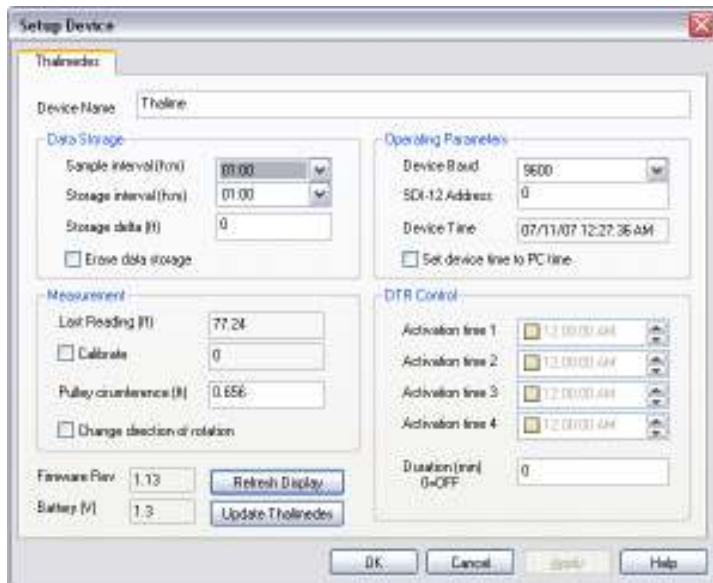 Setup Device
Thalimedes
Device Name Thaline
Data Storage
Sample interval (h:m) 01:00
Storage interval (h:m) 01:00
Storage delta (ft) 0
Erase data storage
Operating Parameters
Device Baud 9600
SDI-12 Address 0
Device Time 07/11/07 12:27:36 AM
Set device time to PC time
Measurement
Last Reading (ft) 77.24
Calibrate 0
Pulley circumference (ft) 0.656
Change direction of rotation
DTR Control
Activation time 1 12:00:00 AM
Activation time 2 12:00:00 AM
Activation time 3 12:00:00 AM
Activation time 4 12:00:00 AM
Duration (min) 0
0=OFF
Firmware Rev 1.13
Refresh Display
Battery (V) 1.3
Update Thalimedes
OK Cancel Apply Help